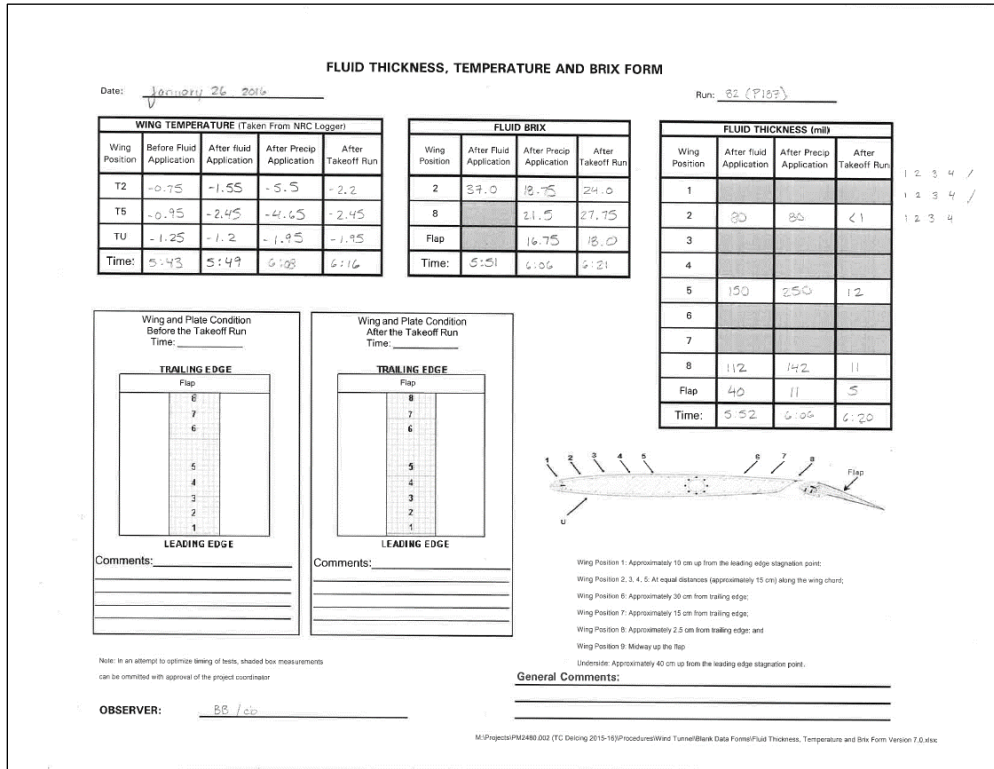 FLUID THICKNESS, TEMPERATURE AND BRIX FORM
Date: January 26, 2016
Run: 82 (P187)
WING TEMPERATURE (Taken From NRC Logger)
Wing Position Before Fluid Application After fluid Application After Precip Application After Takeoff Run
T2 -0.75 -1.55 -5.5 -2.2
T5 -0.95 -2.45 -4.65 -2.45
TU -1.25 -1.2 -1.95 -1.95
Time: 5:43 5:49 6:08 6:16
FLUID BRIX
Wing Position After Fluid Application After Precip Application After Takeoff Run
2 37.0 18.75 24.0
8 21.5 27.75
Flap 16.75 18.0
Time: 5:51 6:06 6:21
FLUID THICKNESS (mil)
Wing Position After fluid Application After Precip Application After Takeoff Run
1
2 80 80 <1
3
4
5 150 250 12
6
7
8 112 142 11
Flap 40 11 5
Time: 5:52 6:06 6:20
1 2 3 4 /
1 2 3 4 /
1 2 3 4
Wing and Plate Condition
Before the Takeoff Run
Time:
TRAILING EDGE
Flap
8
7
6
5
4
3
2
1
LEADING EDGE
Comments:
Wing and Plate Condition
After the Takeoff Run
Time:
TRAILING EDGE
Flap
8
7
6
5
4
3
2
1
LEADING EDGE
Comments:
1 2 3 4 5 6 7 8 Flap
U
Wing Position 1: Approximately 10 cm up from the leading edge stagnation point;
Wing Position 2, 3, 4, 5: At equal distances (approximately 15 cm) along the wing chord;
Wing Position 6: Approximately 30 cm from trailing edge;
Wing Position 7: Approximately 15 cm from trailing edge;
Wing Position 8: Approximately 2.5 cm from trailing edge; and
Wing Position 9: Midway up the flap
Underside: Approximately 40 cm up from the leading edge stagnation point.
Note: In an attempt to optimize timing of tests, shaded box measurements
can be ommitted with approval of the project coordinator
General Comments:
OBSERVER: BB / cb
M:\Projects\PM2480.002 (TC Deicing 2015-16)\Procedures\Wind Tunnel\Blank Data Forms\Fluid Thickness, Temperature and Brix Form Version 7.0.xlsx